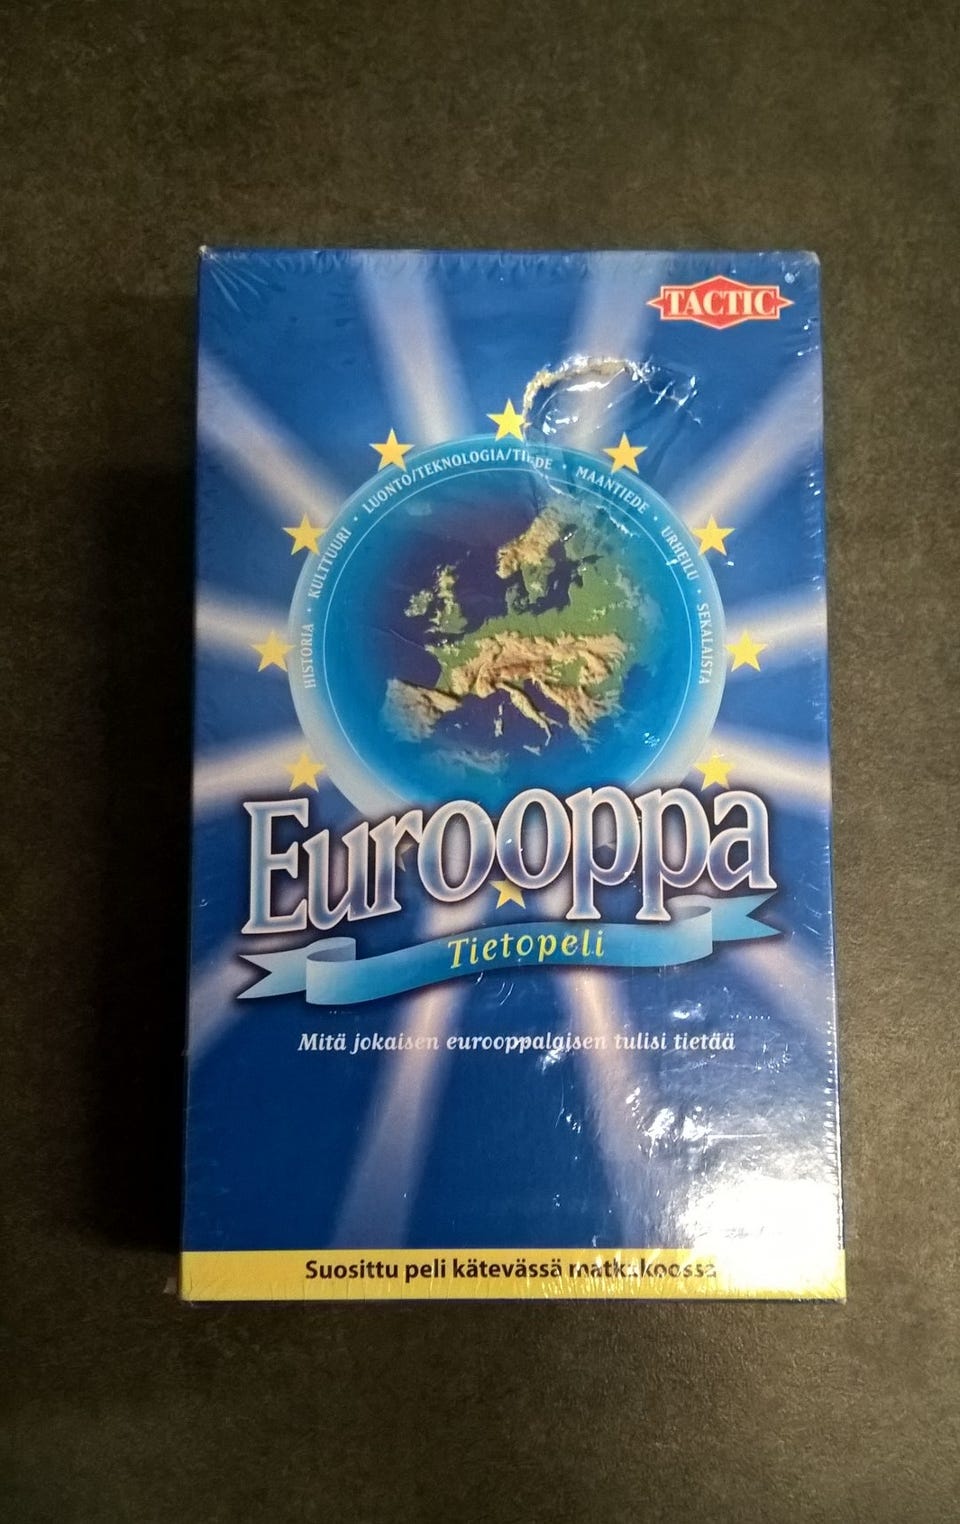 TACTIC
HISTORIA • KULTTUURI • LUONTO/TEKNOLOGIA/TIEDE • MAANTIEDE • URHEILU • SEKALAISTA
Eurooppa
Tietopeli
Mitä jokaisen eurooppalaisen tulisi tietää
Suosittu peli kätevässä matkakoossa